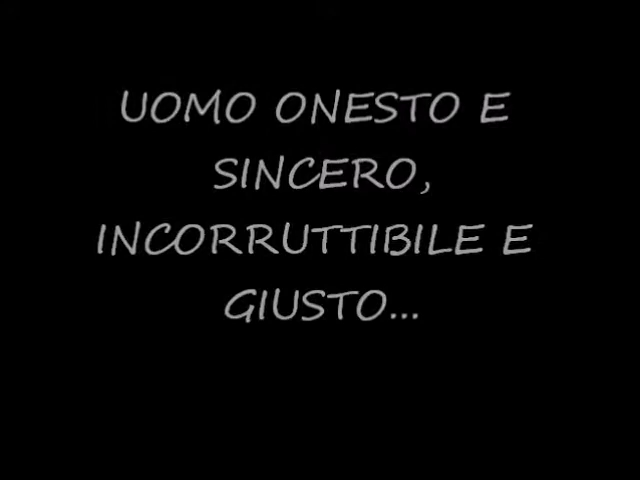 UOMO ONESTO E
SINCERO,
INCORRUTTIBILE E
GIUSTO...